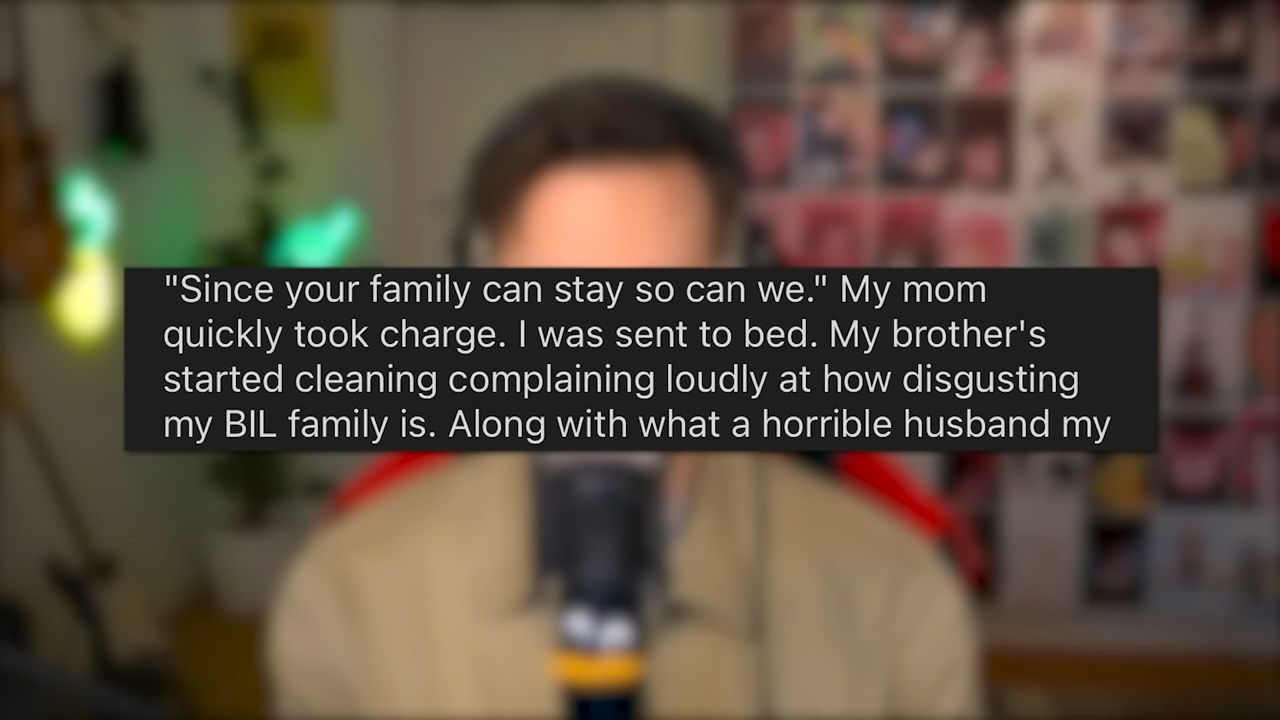 "Since your family can stay so can we." My mom
quickly took charge. I was sent to bed. My brother's
started cleaning complaining loudly at how disgusting
my BIL family is. Along with what a horrible husband my